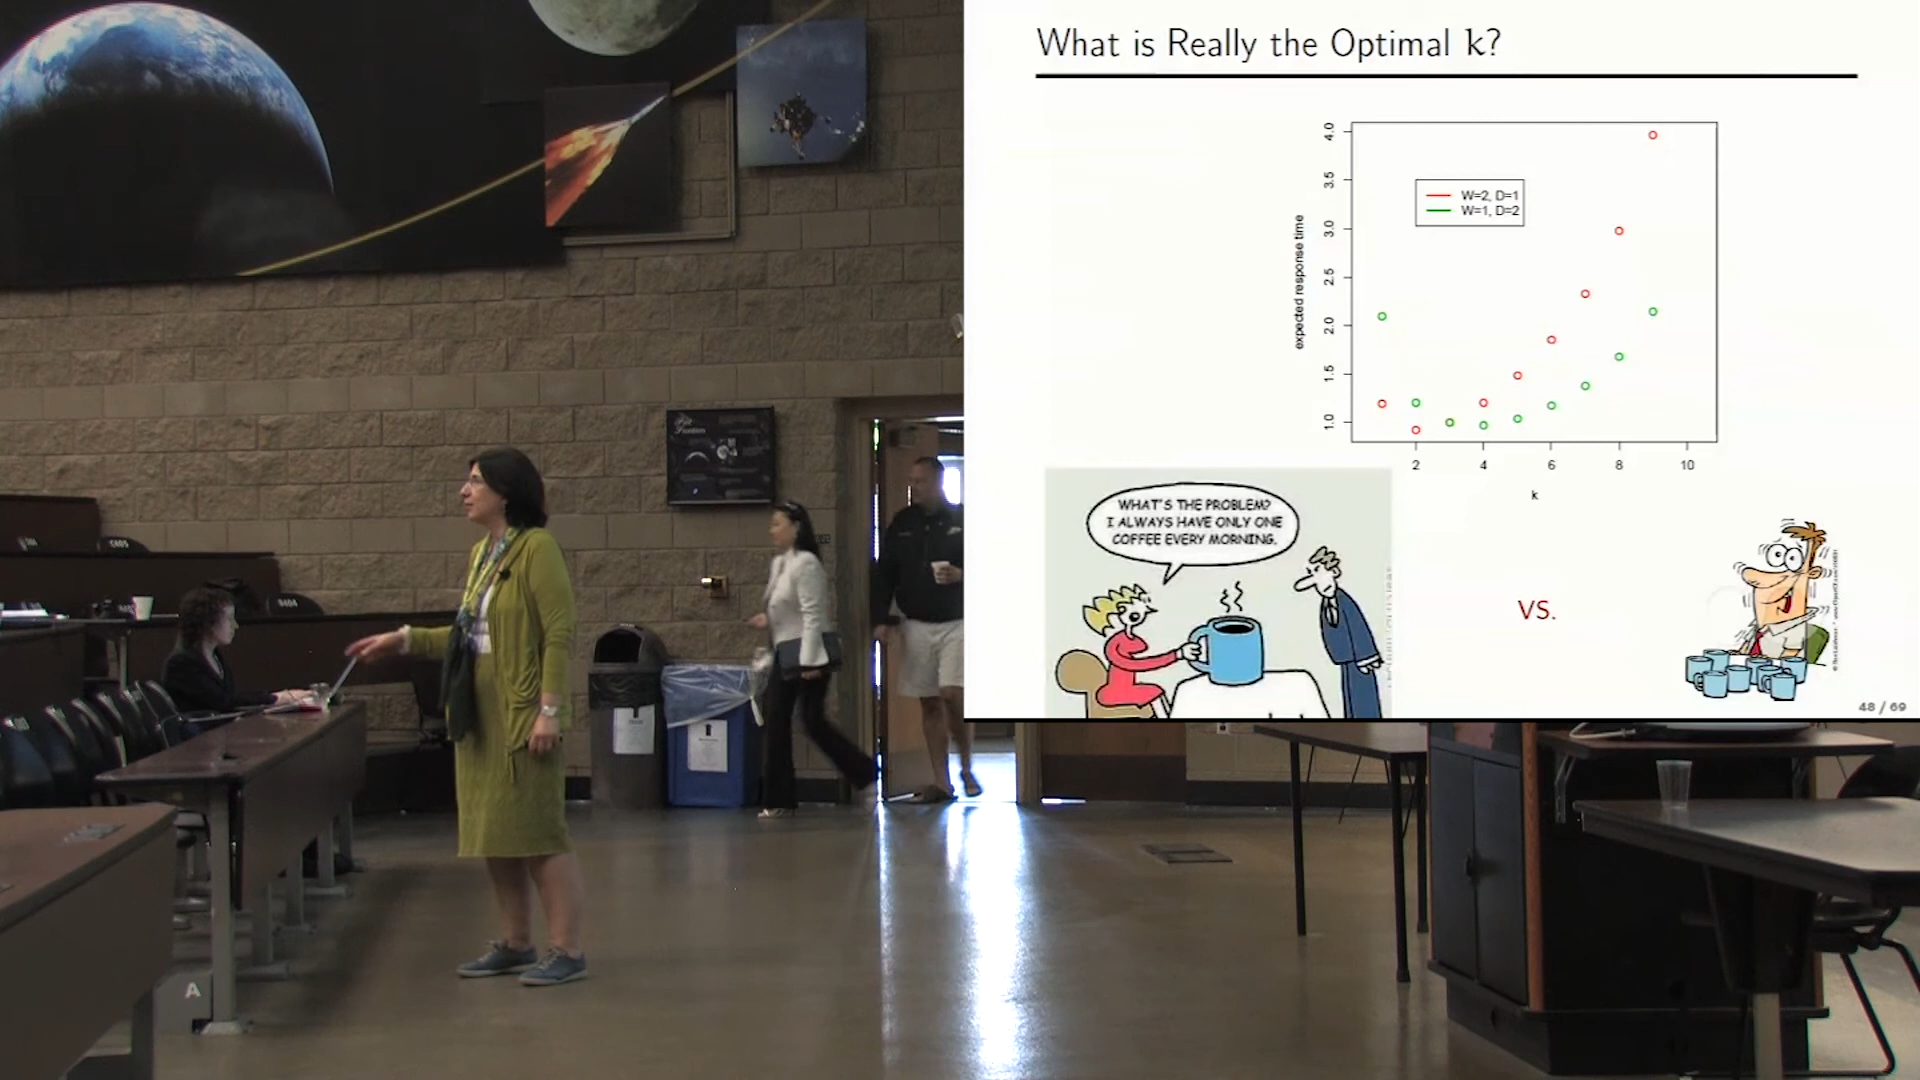 What is Really the Optimal k?
4.0
3.5
3.0
2.5
2.0
1.5
1.0
expected response time
W=2, D=1
W=1, D=2
2
4
6
8
10
k
WHAT'S THE PROBLEM?
I ALWAYS HAVE ONLY ONE
COFFEE EVERY MORNING.
VS.
48 / 69
A